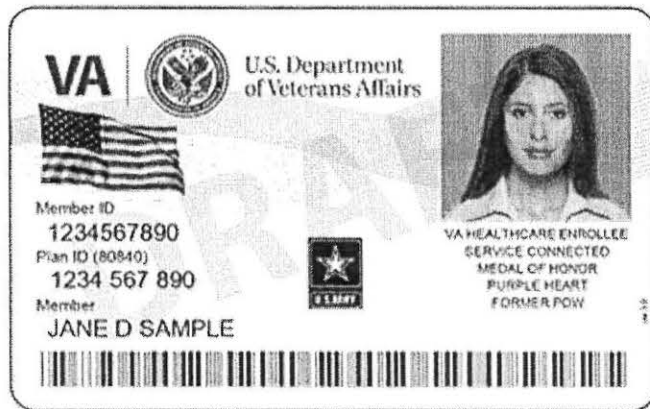 VA
U.S. Department
of Veterans Affairs
DRAFT
Member ID
1234567890
Plan ID (80840)
1234 567 890
Member
JANE D SAMPLE
U.S. ARMY
VA HEALTHCARE ENROLLEE
SERVICE CONNECTED
MEDAL OF HONOR
PURPLE HEART
FORMER POW